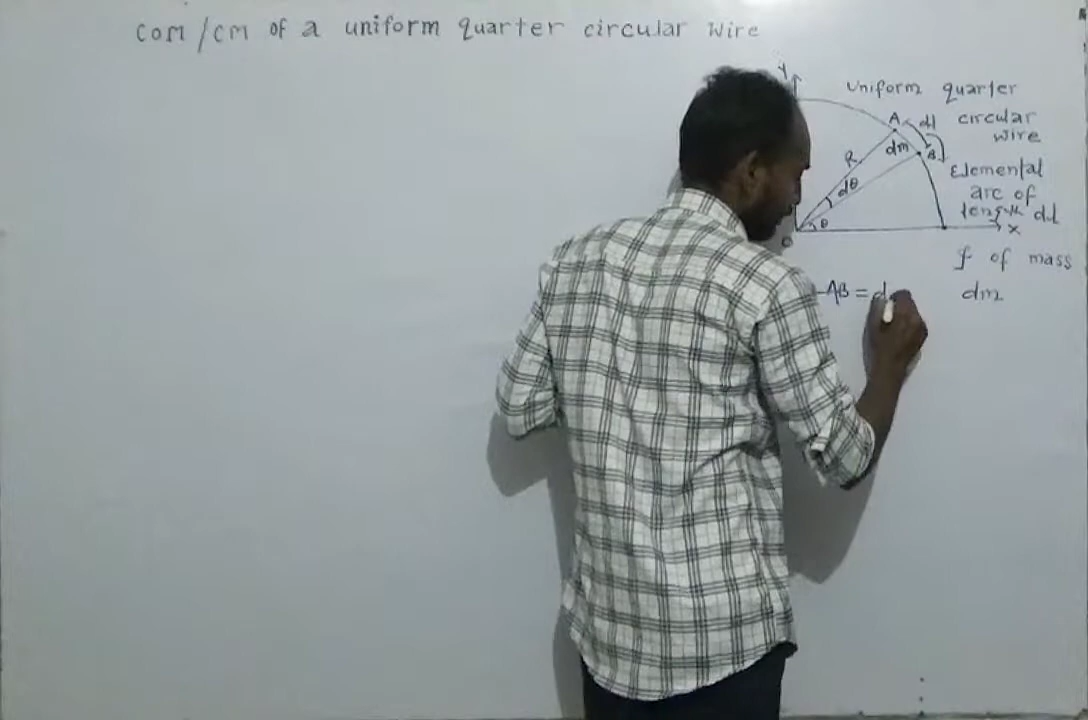 COM/CM of a uniform quarter circular wire
Y
Uniform quarter
circular
wire
A
dl
dm
B
R
dθ
θ
O
X
Elemental
arc of
length dl
f of mass
dm
AB = d